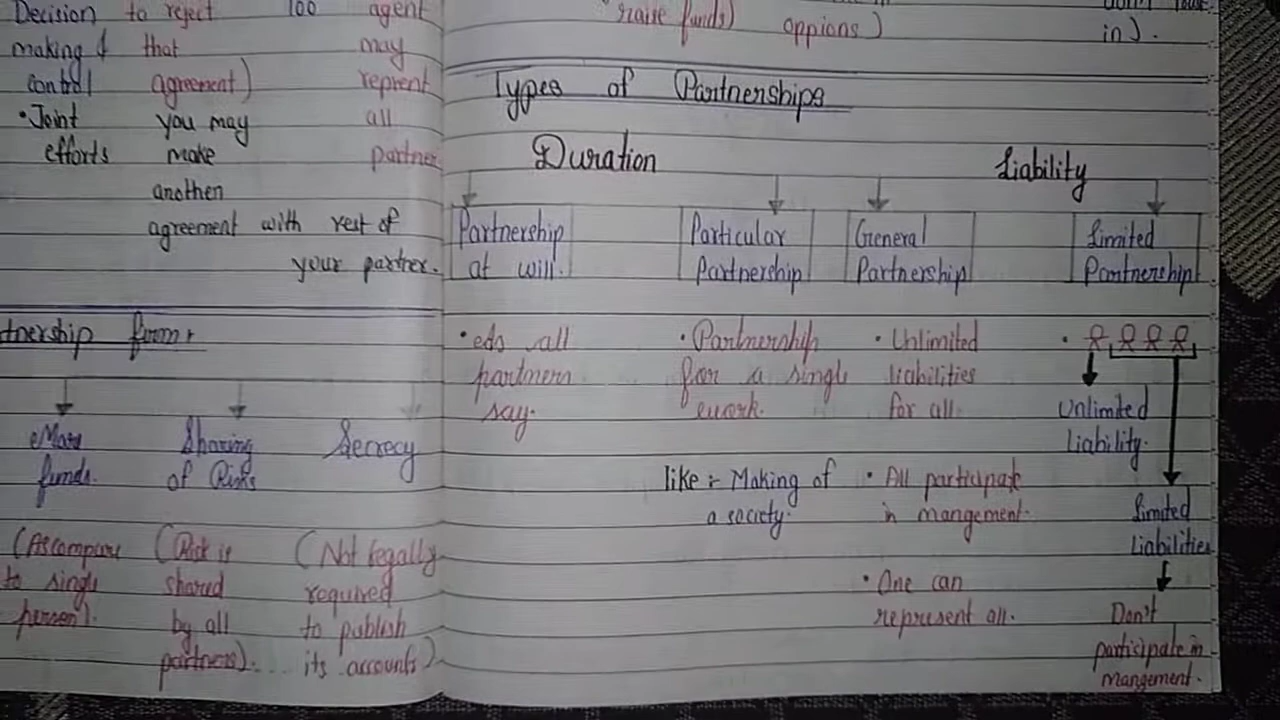 Decision to reject 100 agent
making & that may
control agreement) reprent
•Joint you may all
efforts make partner
another
agreement with rest of
your partner.
tnership form
More Sharing Secrecy
funds. of Risks
(As compare (Risk is (Not legally
to single shared required
person). by all to publish
partners). its accounts)
raise funds) oppions)
in).
Types of Partnerships
Duration Liability
Partnership Particular General Limited
at will. Partnership Partnership Partnership
• all • Partnership • Unlimited
partners for a single liabilities
say. work. for all. Unlimited
Liability.
like :- Making of • All participate
a society. in mangement. Limited
Liabilities
• One can
represent all. Don't
participate in
mangement.